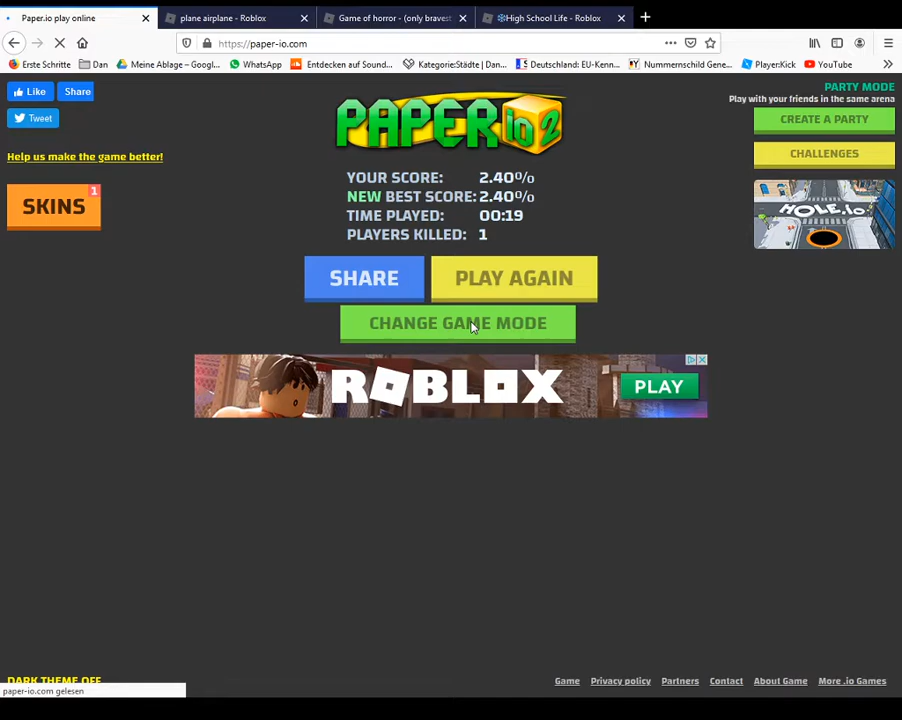 Paper.io play online
plane airplane - Roblox
Game of horror - (only bravest
❄High School Life - Roblox
https://paper-io.com
Erste Schritte
Dan
Meine Ablage – Googl...
WhatsApp
Entdecken auf Sound...
Kategorie:Städte | Dan...
Deutschland: EU-Kenn...
Nummernschild Gene...
Player:Kick
YouTube
Like
Share
Tweet
Help us make the game better!
SKINS
1
PAPER io 2
YOUR SCORE: 2.40%
NEW BEST SCORE: 2.40%
TIME PLAYED: 00:19
PLAYERS KILLED: 1
SHARE
PLAY AGAIN
CHANGE GAME MODE
ROBLOX
PLAY
PARTY MODE
Play with your friends in the same arena
CREATE A PARTY
CHALLENGES
HOLE.io
DARK THEME OFF
paper-io.com gelesen
Game
Privacy policy
Partners
Contact
About Game
More .io Games